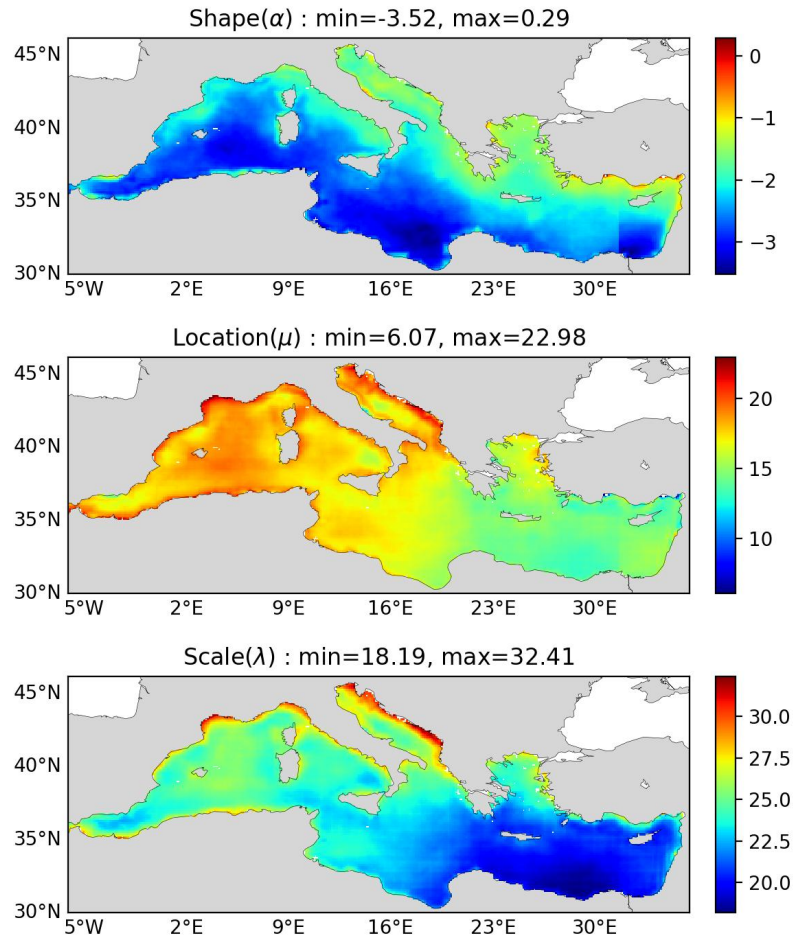 Shape(α) : min=-3.52, max=0.29
45°N
40°N
35°N
30°N
5°W 2°E 9°E 16°E 23°E 30°E
0
−1
−2
−3
Location(μ) : min=6.07, max=22.98
45°N
40°N
35°N
30°N
5°W 2°E 9°E 16°E 23°E 30°E
20
15
10
Scale(λ) : min=18.19, max=32.41
45°N
40°N
35°N
30°N
5°W 2°E 9°E 16°E 23°E 30°E
30.0
27.5
25.0
22.5
20.0